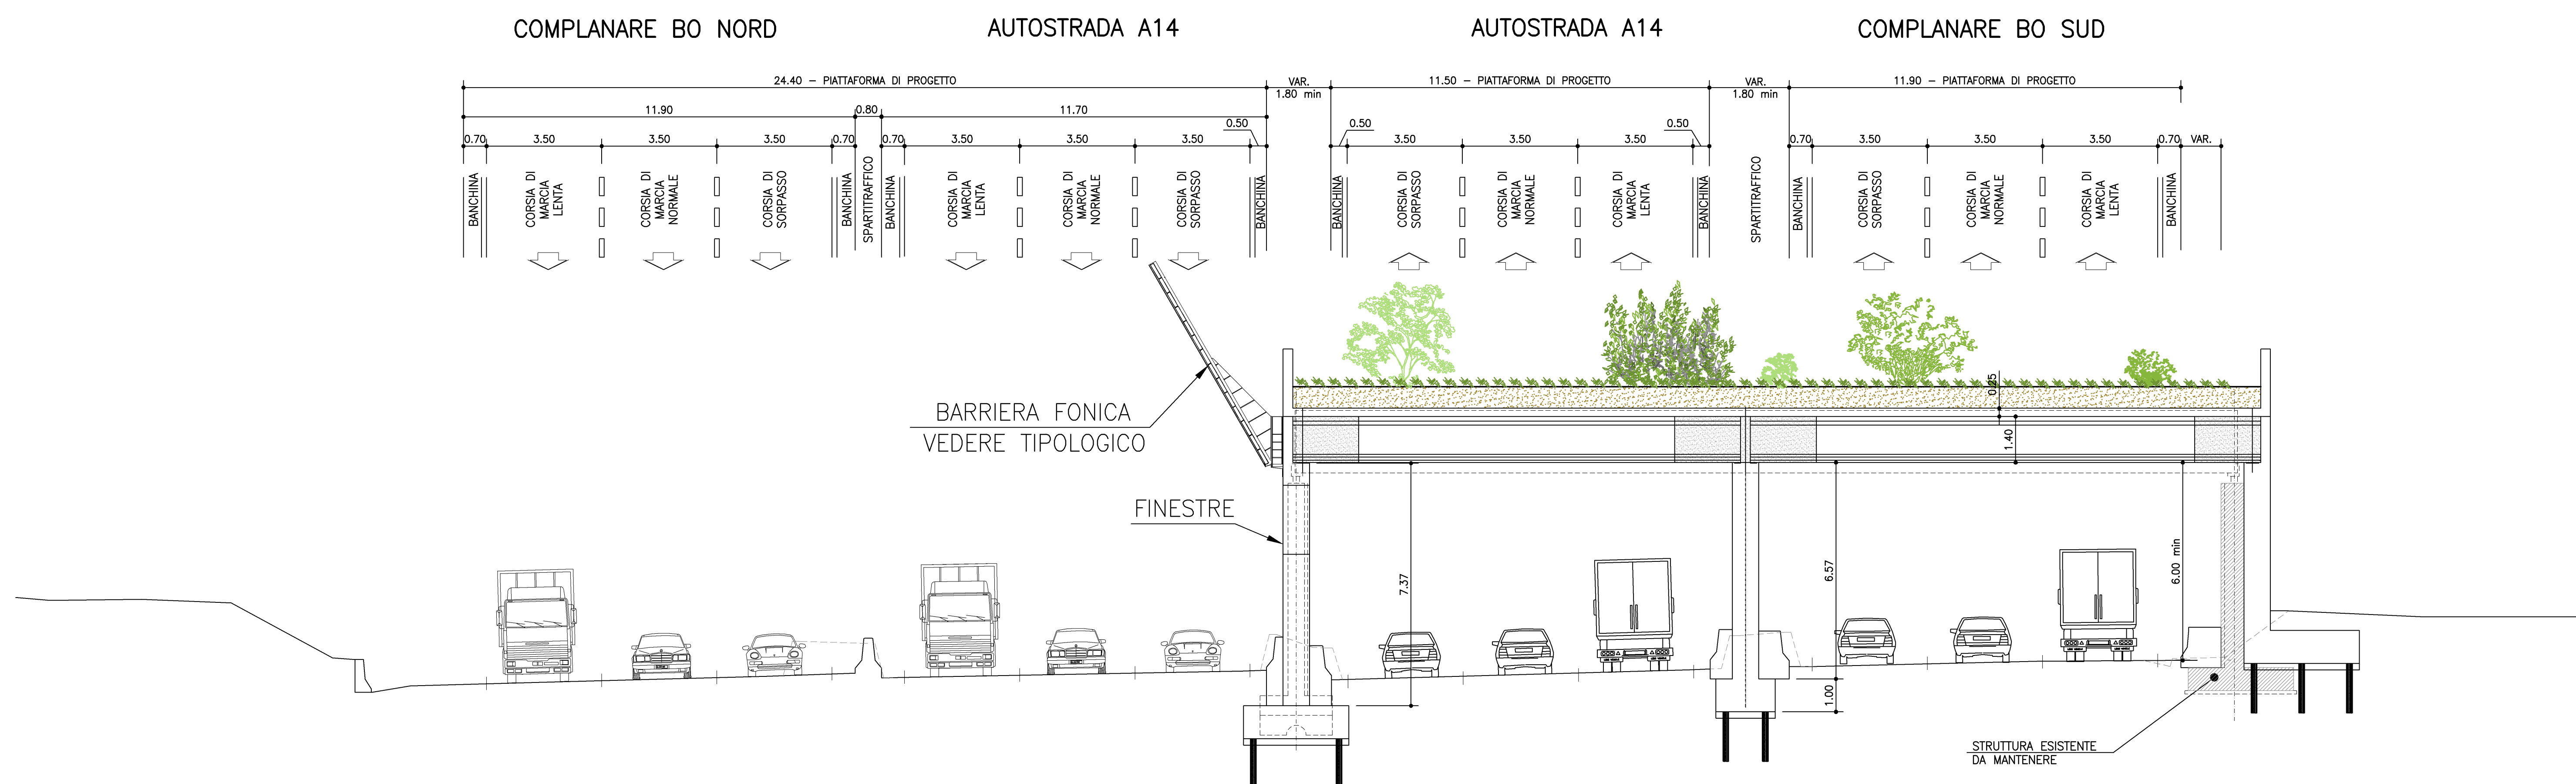 COMPLANARE BO NORD
AUTOSTRADA A14
AUTOSTRADA A14
COMPLANARE BO SUD
24.40 – PIATTAFORMA DI PROGETTO
VAR.
1.80 min
11.50 – PIATTAFORMA DI PROGETTO
VAR.
1.80 min
11.90 – PIATTAFORMA DI PROGETTO
11.90
0.80
11.70
0.70
3.50
3.50
3.50
0.70
0.70
3.50
3.50
3.50
0.50
0.50
3.50
3.50
3.50
0.50
0.70
3.50
3.50
3.50
0.70
VAR.
BANCHINA
CORSIA DI
MARCIA
LENTA
CORSIA DI
MARCIA
NORMALE
CORSIA DI
SORPASSO
BANCHINA
SPARTITRAFFICO
BANCHINA
CORSIA DI
MARCIA
LENTA
CORSIA DI
MARCIA
NORMALE
CORSIA DI
SORPASSO
BANCHINA
BANCHINA
CORSIA DI
SORPASSO
CORSIA DI
MARCIA
NORMALE
CORSIA DI
MARCIA
LENTA
BANCHINA
SPARTITRAFFICO
BANCHINA
CORSIA DI
SORPASSO
CORSIA DI
MARCIA
NORMALE
CORSIA DI
MARCIA
LENTA
BANCHINA
BARRIERA FONICA
VEDERE TIPOLOGICO
FINESTRE
0.25
1.40
7.37
6.57
6.00 min
1.00
STRUTTURA ESISTENTE
DA MANTENERE